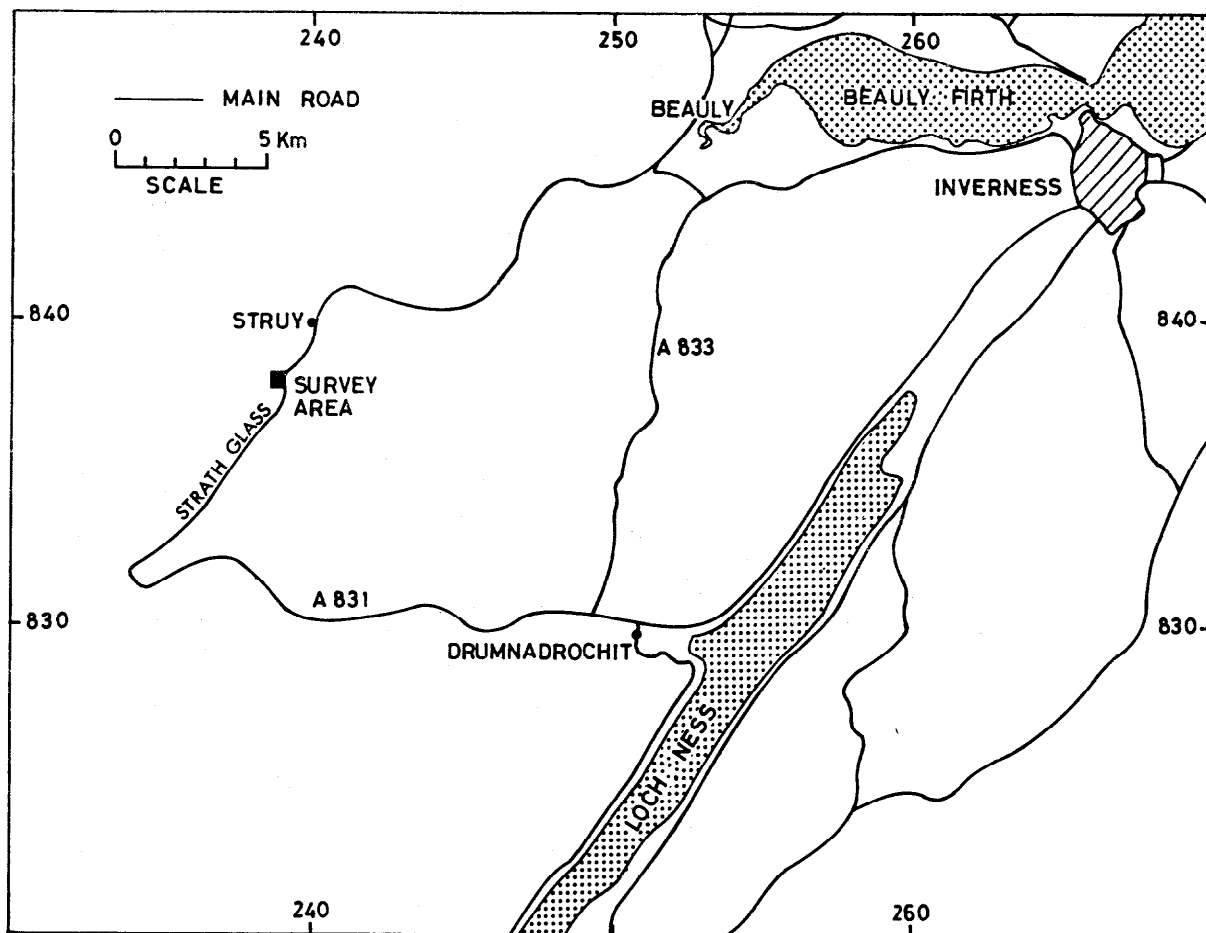 240
250
260
MAIN ROAD
0
5 Km
SCALE
BEAULY
BEAULY FIRTH
INVERNESS
840
STRUY
A 833
840
SURVEY
AREA
STRATH GLASS
A 831
830
830
DRUMNADROCHIT
LOCH NESS
240
260